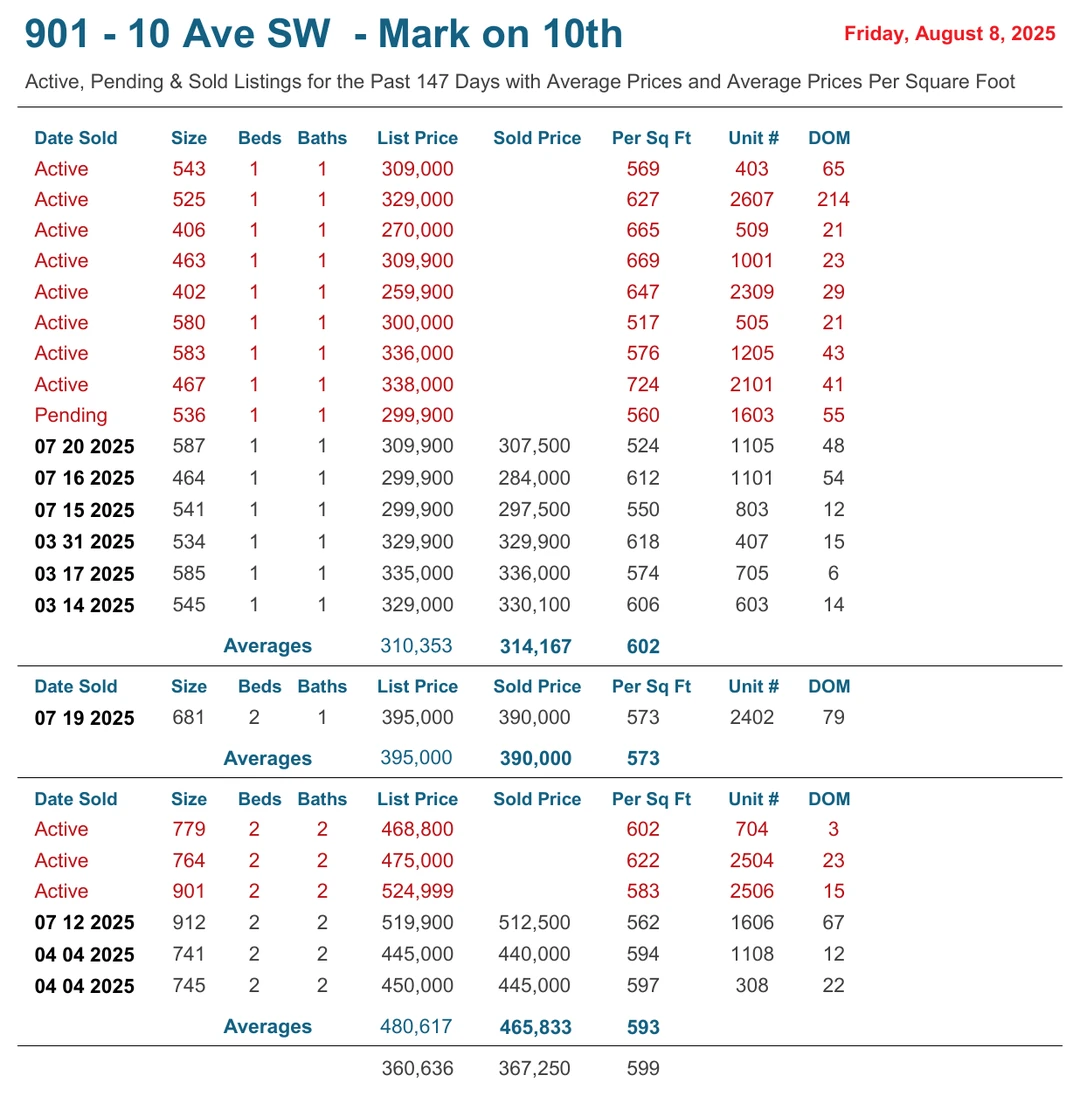 901 - 10 Ave SW - Mark on 10th Friday, August 8, 2025
Active, Pending & Sold Listings for the Past 147 Days with Average Prices and Average Prices Per Square Foot
Date Sold Size Beds Baths List Price Sold Price Per Sq Ft Unit # DOM
Active 543 1 1 309,000 569 403 65
Active 525 1 1 329,000 627 2607 214
Active 406 1 1 270,000 665 509 21
Active 463 1 1 309,900 669 1001 23
Active 402 1 1 259,900 647 2309 29
Active 580 1 1 300,000 517 505 21
Active 583 1 1 336,000 576 1205 43
Active 467 1 1 338,000 724 2101 41
Pending 536 1 1 299,900 560 1603 55
07 20 2025 587 1 1 309,900 307,500 524 1105 48
07 16 2025 464 1 1 299,900 284,000 612 1101 54
07 15 2025 541 1 1 299,900 297,500 550 803 12
03 31 2025 534 1 1 329,900 329,900 618 407 15
03 17 2025 585 1 1 335,000 336,000 574 705 6
03 14 2025 545 1 1 329,000 330,100 606 603 14
Averages 310,353 314,167 602
Date Sold Size Beds Baths List Price Sold Price Per Sq Ft Unit # DOM
07 19 2025 681 2 1 395,000 390,000 573 2402 79
Averages 395,000 390,000 573
Date Sold Size Beds Baths List Price Sold Price Per Sq Ft Unit # DOM
Active 779 2 2 468,800 602 704 3
Active 764 2 2 475,000 622 2504 23
Active 901 2 2 524,999 583 2506 15
07 12 2025 912 2 2 519,900 512,500 562 1606 67
04 04 2025 741 2 2 445,000 440,000 594 1108 12
04 04 2025 745 2 2 450,000 445,000 597 308 22
Averages 480,617 465,833 593
360,636 367,250 599